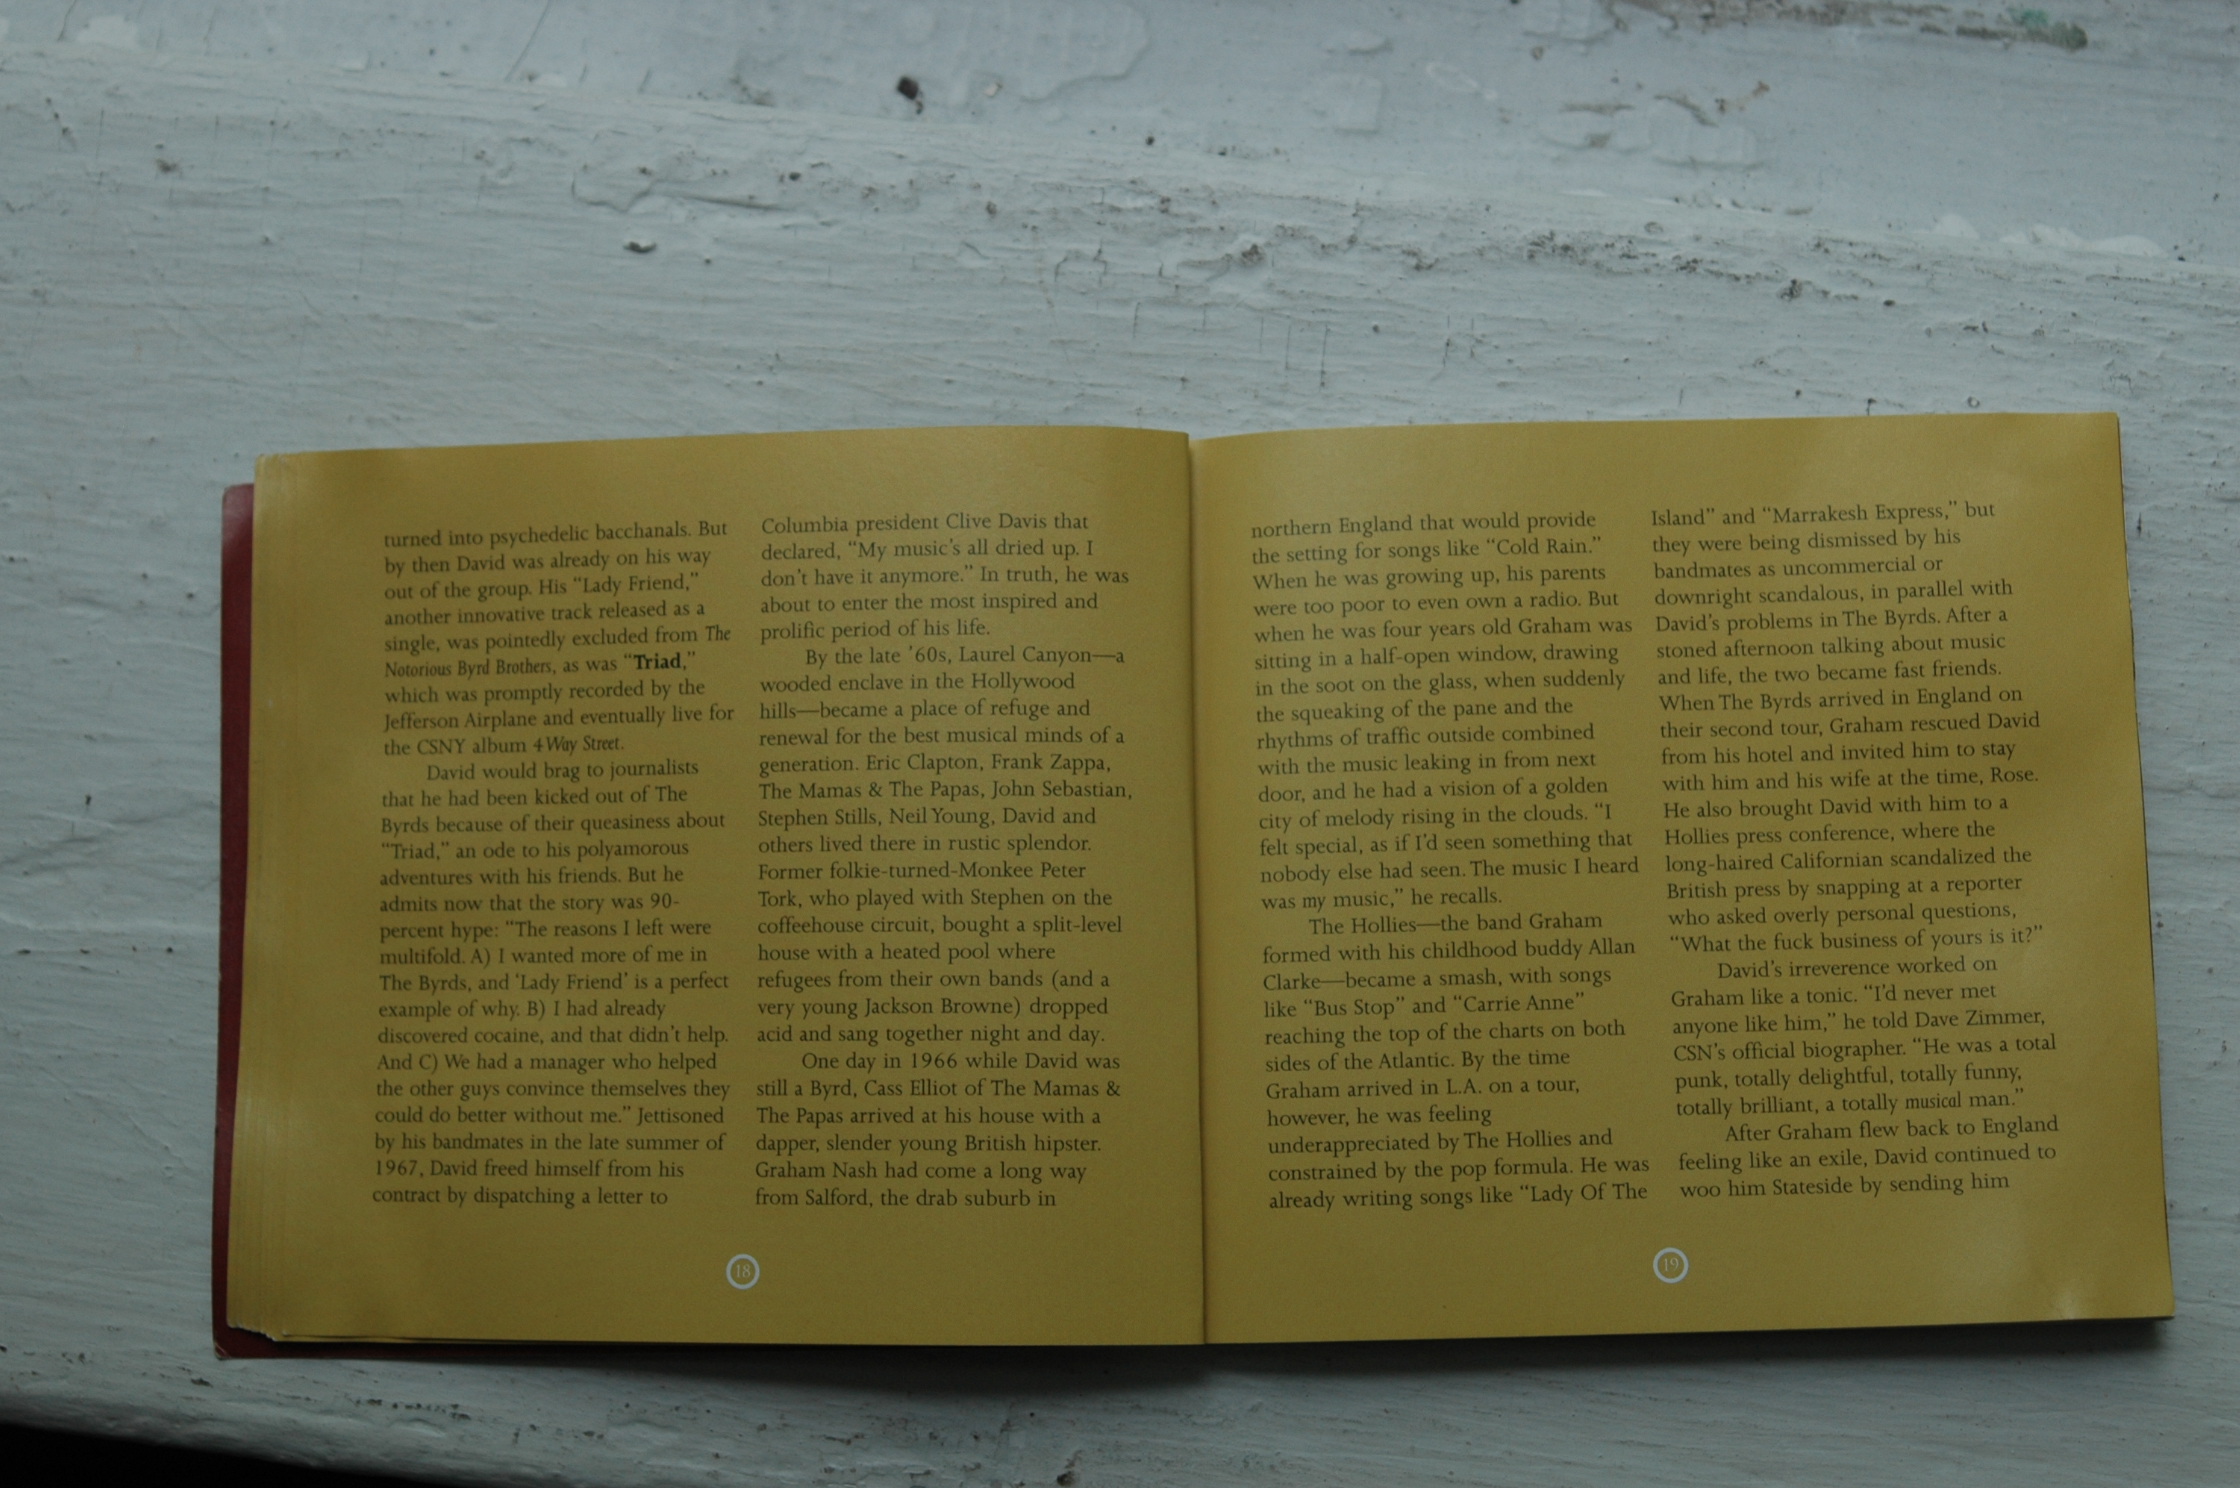 turned into psychedelic bacchanals. But
by then David was already on his way
out of the group. His “Lady Friend,”
another innovative track released as a
single, was pointedly excluded from The
Notorious Byrd Brothers, as was “Triad,”
which was promptly recorded by the
Jefferson Airplane and eventually live for
the CSNY album 4 Way Street.
David would brag to journalists
that he had been kicked out of The
Byrds because of their queasiness about
“Triad,” an ode to his polyamorous
adventures with his friends. But he
admits now that the story was 90-
percent hype: “The reasons I left were
multifold. A) I wanted more of me in
The Byrds, and ‘Lady Friend’ is a perfect
example of why. B) I had already
discovered cocaine, and that didn’t help.
And C) We had a manager who helped
the other guys convince themselves they
could do better without me.” Jettisoned
by his bandmates in the late summer of
1967, David freed himself from his
contract by dispatching a letter to
Columbia president Clive Davis that
declared, “My music’s all dried up. I
don’t have it anymore.” In truth, he was
about to enter the most inspired and
prolific period of his life.
By the late ’60s, Laurel Canyon—a
wooded enclave in the Hollywood
hills—became a place of refuge and
renewal for the best musical minds of a
generation. Eric Clapton, Frank Zappa,
The Mamas & The Papas, John Sebastian,
Stephen Stills, Neil Young, David and
others lived there in rustic splendor.
Former folkie-turned-Monkee Peter
Tork, who played with Stephen on the
coffeehouse circuit, bought a split-level
house with a heated pool where
refugees from their own bands (and a
very young Jackson Browne) dropped
acid and sang together night and day.
One day in 1966 while David was
still a Byrd, Cass Elliot of The Mamas &
The Papas arrived at his house with a
dapper, slender young British hipster.
Graham Nash had come a long way
from Salford, the drab suburb in
18
northern England that would provide
the setting for songs like “Cold Rain.”
When he was growing up, his parents
were too poor to even own a radio. But
when he was four years old Graham was
sitting in a half-open window, drawing
in the soot on the glass, when suddenly
the squeaking of the pane and the
rhythms of traffic outside combined
with the music leaking in from next
door, and he had a vision of a golden
city of melody rising in the clouds. “I
felt special, as if I’d seen something that
nobody else had seen. The music I heard
was my music,” he recalls.
The Hollies—the band Graham
formed with his childhood buddy Allan
Clarke—became a smash, with songs
like “Bus Stop” and “Carrie Anne”
reaching the top of the charts on both
sides of the Atlantic. By the time
Graham arrived in L.A. on a tour,
however, he was feeling
underappreciated by The Hollies and
constrained by the pop formula. He was
already writing songs like “Lady Of The
Island” and “Marrakesh Express,” but
they were being dismissed by his
bandmates as uncommercial or
downright scandalous, in parallel with
David’s problems in The Byrds. After a
stoned afternoon talking about music
and life, the two became fast friends.
When The Byrds arrived in England on
their second tour, Graham rescued David
from his hotel and invited him to stay
with him and his wife at the time, Rose.
He also brought David with him to a
Hollies press conference, where the
long-haired Californian scandalized the
British press by snapping at a reporter
who asked overly personal questions,
“What the fuck business of yours is it?”
David’s irreverence worked on
Graham like a tonic. “I’d never met
anyone like him,” he told Dave Zimmer,
CSN’s official biographer. “He was a total
punk, totally delightful, totally funny,
totally brilliant, a totally musical man.”
After Graham flew back to England
feeling like an exile, David continued to
woo him Stateside by sending him
19